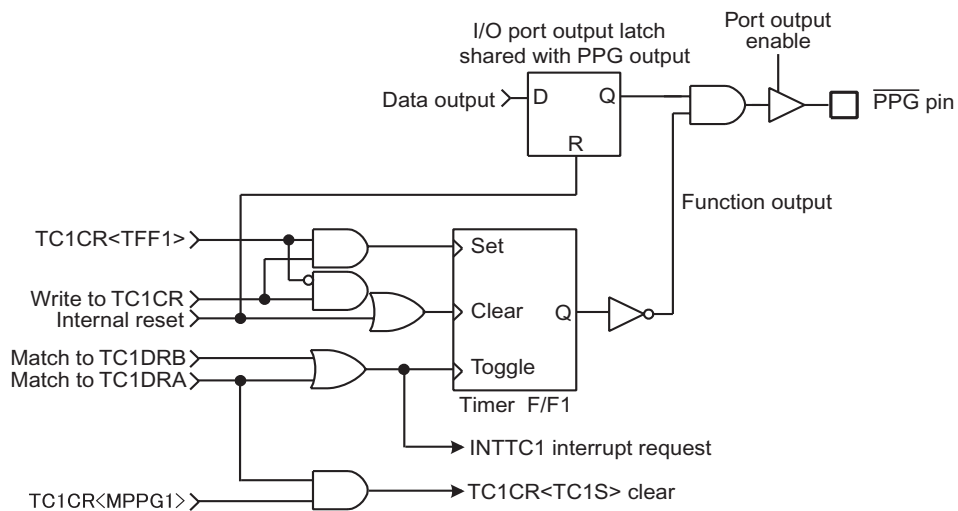 I/O port output latch
shared with PPG output
Port output
enable
Data output
D
Q
R
PPG pin
Function output
TC1CR<TFF1>
Set
Write to TC1CR
Internal reset
Clear
Q
Match to TC1DRB
Match to TC1DRA
Toggle
Timer F/F1
INTTC1 interrupt request
TC1CR<MPPG1>
TC1CR<TC1S> clear